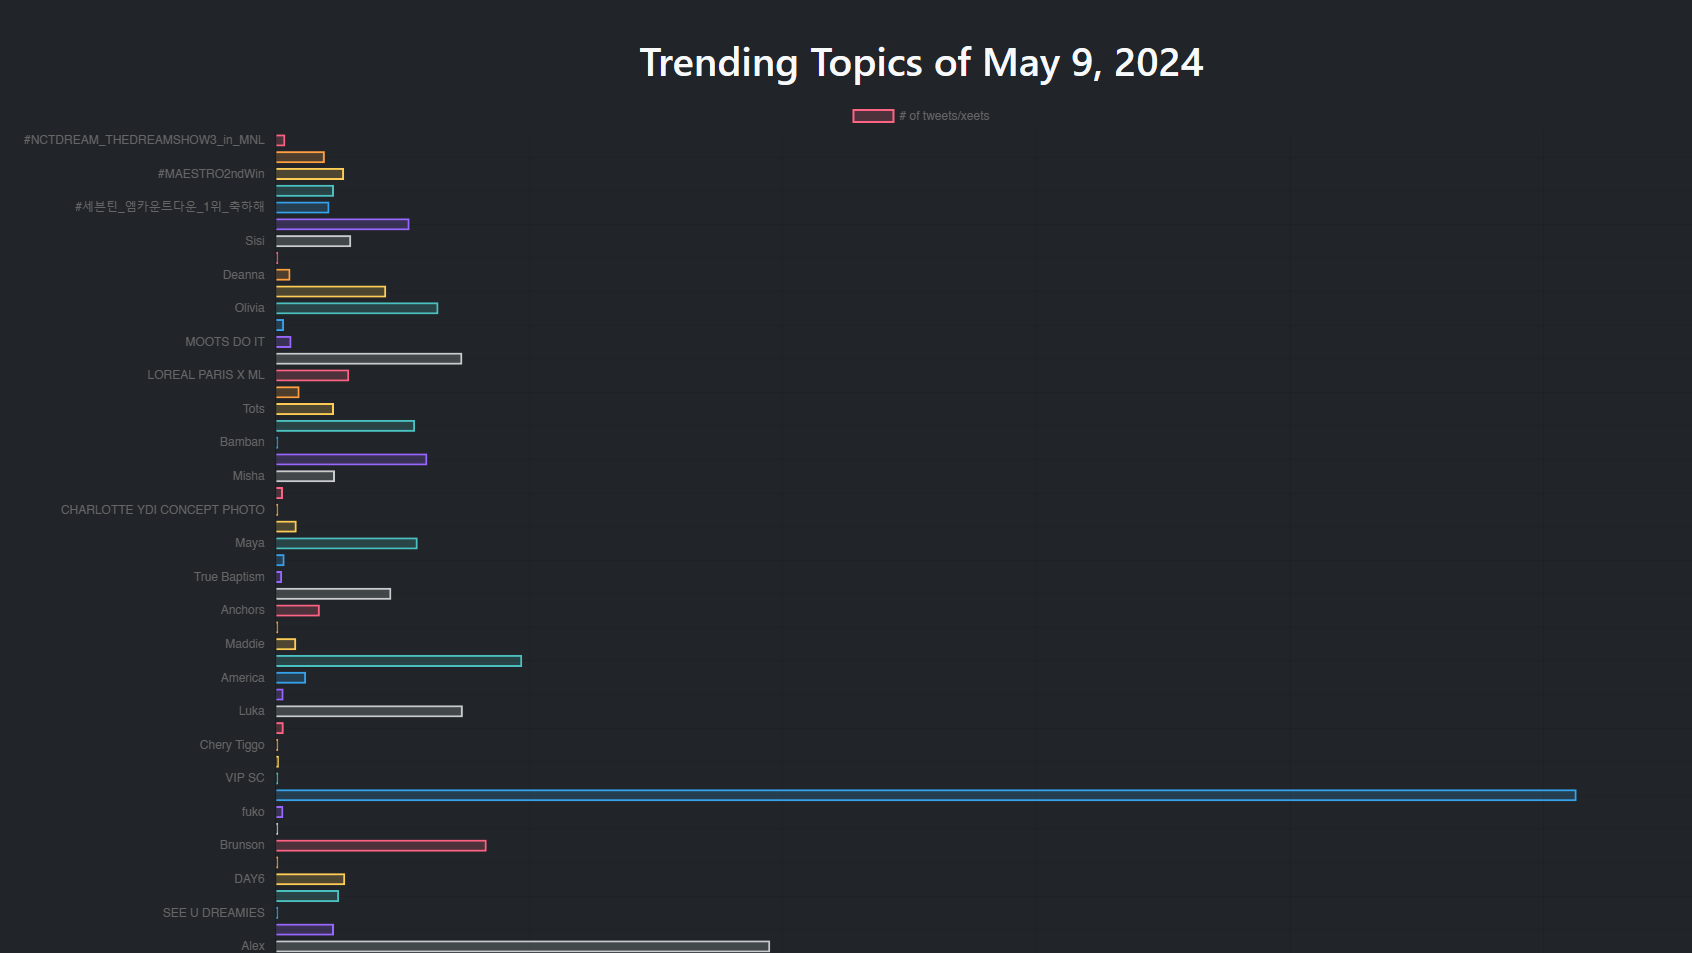 Trending Topics of May 9, 2024
# of tweets/xeets
#NCTDREAM_THEDREAMSHOW3_in_MNL
#MAESTRO2ndWin
#세븐틴_엠카운트다운_1위_축하해
Sisi
Deanna
Olivia
MOOTS DO IT
LOREAL PARIS X ML
Tots
Bamban
Misha
CHARLOTTE YDI CONCEPT PHOTO
Maya
True Baptism
Anchors
Maddie
America
Luka
Chery Tiggo
VIP SC
fuko
Brunson
DAY6
SEE U DREAMIES
Alex